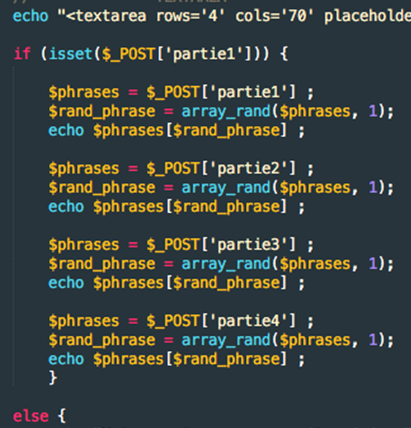 echo "<textarea rows='4' cols='70' placeholde
if (isset($_POST['partie1'])) {
$phrases = $_POST['partie1'] ;
$rand_phrase = array_rand($phrases, 1);
echo $phrases[$rand_phrase] ;
$phrases = $_POST['partie2'] ;
$rand_phrase = array_rand($phrases, 1);
echo $phrases[$rand_phrase] ;
$phrases = $_POST['partie3'] ;
$rand_phrase = array_rand($phrases, 1);
echo $phrases[$rand_phrase] ;
$phrases = $_POST['partie4'] ;
$rand_phrase = array_rand($phrases, 1);
echo $phrases[$rand_phrase] ;
}
else {